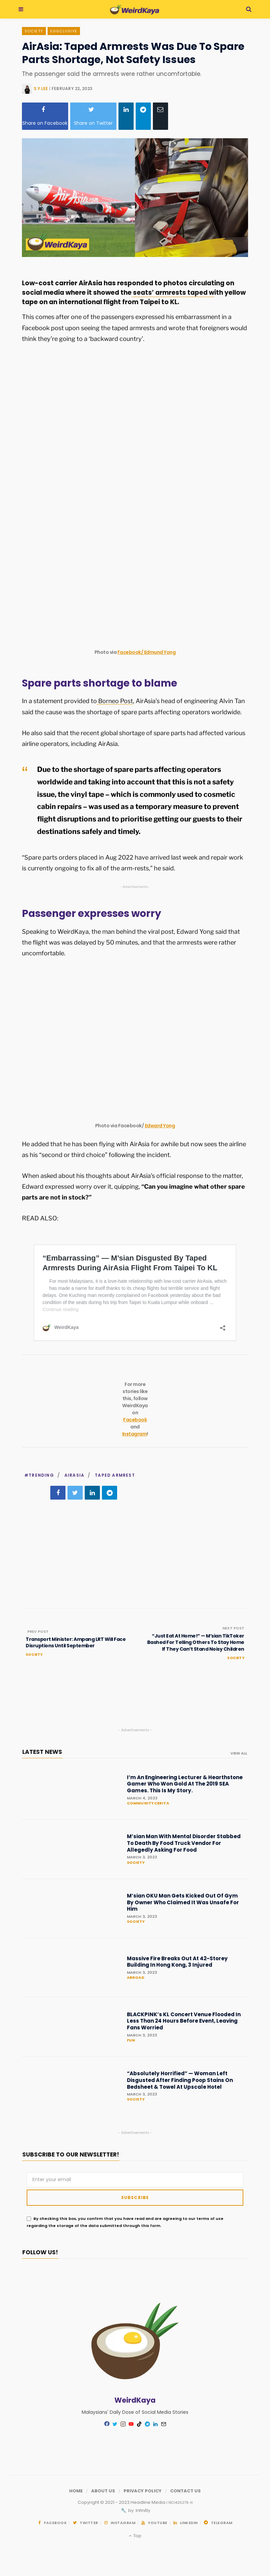 WeirdKaya
SOCIETY EXCLUSIVE
AirAsia: Taped Armrests Was Due To Spare
Parts Shortage, Not Safety Issues
The passenger said the armrests were rather uncomfortable.
S.Y LEE | FEBRUARY 22, 2023
Share on Facebook
Share on Twitter
AirAsia.com
WeirdKaya
Low-cost carrier AirAsia has responded to photos circulating on
social media where it showed the seats' armrests taped with yellow
tape on an international flight from Taipei to KL.
This comes after one of the passengers expressed his embarrassment in a
Facebook post upon seeing the taped armrests and wrote that foreigners would
think they're going to a 'backward country'.
Photo via Facebook/ Edmund Yong
Spare parts shortage to blame
In a statement provided to Borneo Post, AirAsia's head of engineering Alvin Tan
said the cause was the shortage of spare parts affecting operators worldwide.
He also said that the recent global shortage of spare parts had affected various
airline operators, including AirAsia.
Due to the shortage of spare parts affecting operators
worldwide and taking into account that this is not a safety
issue, the vinyl tape – which is commonly used to cosmetic
cabin repairs – was used as a temporary measure to prevent
flight disruptions and to prioritise getting our guests to their
destinations safely and timely.
"Spare parts ordered in Aug 2022 have arrived last week and repair work
is currently ongoing to fix all of the arm-rests," he said.
- Advertisements -
Passenger expresses worry
Speaking to WeirdKaya, the man behind the viral post, Edward Yong said that
the flight was was delayed by 50 minutes, and that the armrests were rather
uncomfortable.
Photo via Facebook/ Edward Yong
He added that he has been flying with AirAsia for awhile but now sees the airline
as his "second or third choice" following the incident.
When asked about his thoughts about AirAsia's official response to the matter,
Edward expressed worry over it, quipping, "Can you imagine what other spare
parts are not in stock?"
READ ALSO:
"Embarrassing" — M'sian Disgusted By Taped
Armrests During AirAsia Flight From Taipei To KL
For most Malaysians, it is a love-hate relationship with low-cost carrier AirAsia, which
has made a name for itself thanks to cheap flights but also earned itself a string of bad
reviews. One Kuching man recently joined countless of passengers in Facebook by lamented the bad
condition of the seats during his trip from Taipei to Kuala Lumpur while onboard …
Continue reading
WeirdKaya
For more
stories like
this, follow
WeirdKaya
on
Facebook
and
Instagram!
#TRENDING / AIRASIA / TAPED ARMREST
PREV POST
Transport Minister: Ampang LRT Will Face
Disruptions Until September
SOCIETY
NEXT POST
"Just Eat At Home!" — M'sian TikToker
Bashed For Telling Others To Stay Home
If They Can't Stand Noisy Children
SOCIETY
- Advertisements -
LATEST NEWS
VIEW ALL
I'm An Engineering Lecturer & Hearthstone
Gamer Who Won Gold At The 2019 SEA
Games. This Is My Story.
MARCH 4, 2023
COMMUNITY/CERITA
M'sian Man With Mental Disorder Stabbed
To Death By Food Truck Vendor For
Allegedly Asking For Food
MARCH 3, 2023
SOCIETY
M'sian OKU Man Gets Kicked Out Of Gym
By Owner Who Claimed It Was Unsafe For
Him
MARCH 3, 2023
SOCIETY
Massive Fire Breaks Out At 42-Storey
Building In Hong Kong, 3 Injured
MARCH 3, 2023
ABROAD
BLACKPINK's KL Concert Venue Flooded In
Less Than 24 Hours Before Event, Leaving
Fans Worried
MARCH 3, 2023
FUN
"Absolutely Horrified" — Woman Left
Disgusted After Finding Poop Stains On
Bedsheet & Towel At Upscale Hotel
MARCH 3, 2023
SOCIETY
- Advertisements -
SUBSCRIBE TO OUR NEWSLETTER!
Enter your email
SUBSCRIBE
By checking this box, you confirm that you have read and are agreeing to our terms of use
regarding the storage of the data submitted through this form.
FOLLOW US!
WeirdKaya
Malaysians' Daily Dose of Social Media Stories
HOME / ABOUT US / PRIVACY POLICY / CONTACT US
Copyright © 2021 - 2023 Headline Media
by Initially
FACEBOOK TWITTER INSTAGRAM YOUTUBE LINKEDIN TELEGRAM
Top